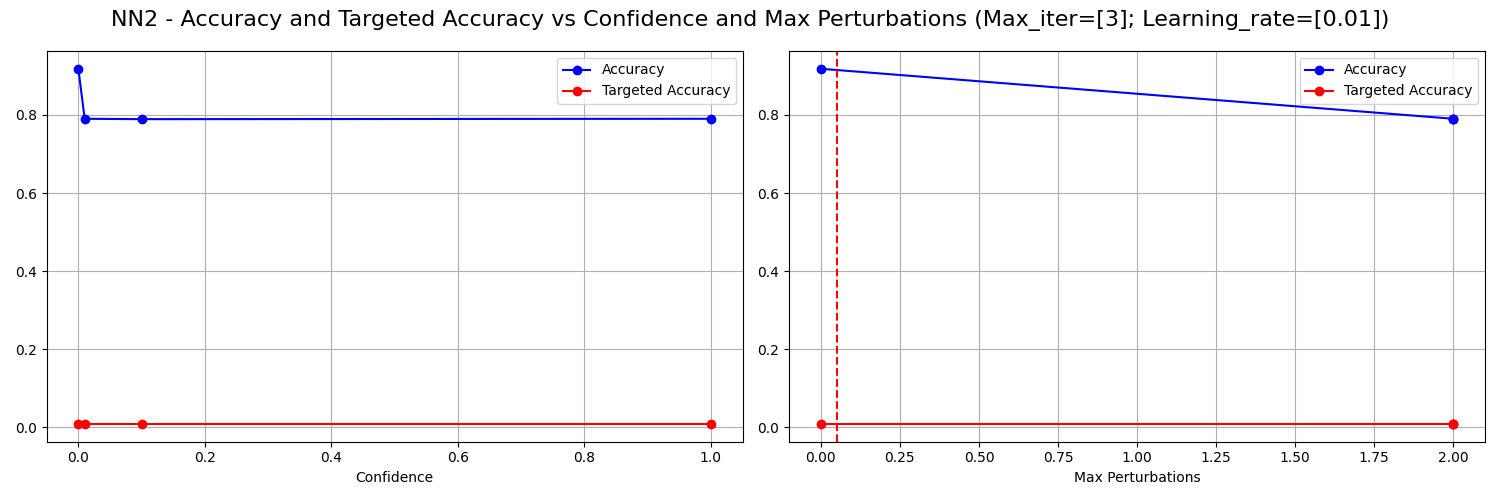 NN2 - Accuracy and Targeted Accuracy vs Confidence and Max Perturbations (Max_iter=[3]; Learning_rate=[0.01])
Accuracy
Targeted Accuracy
0.8
0.6
0.4
0.2
0.0
0.0 0.2 0.4 0.6 0.8 1.0
Confidence
Accuracy
Targeted Accuracy
0.8
0.6
0.4
0.2
0.0
0.00 0.25 0.50 0.75 1.00 1.25 1.50 1.75 2.00
Max Perturbations